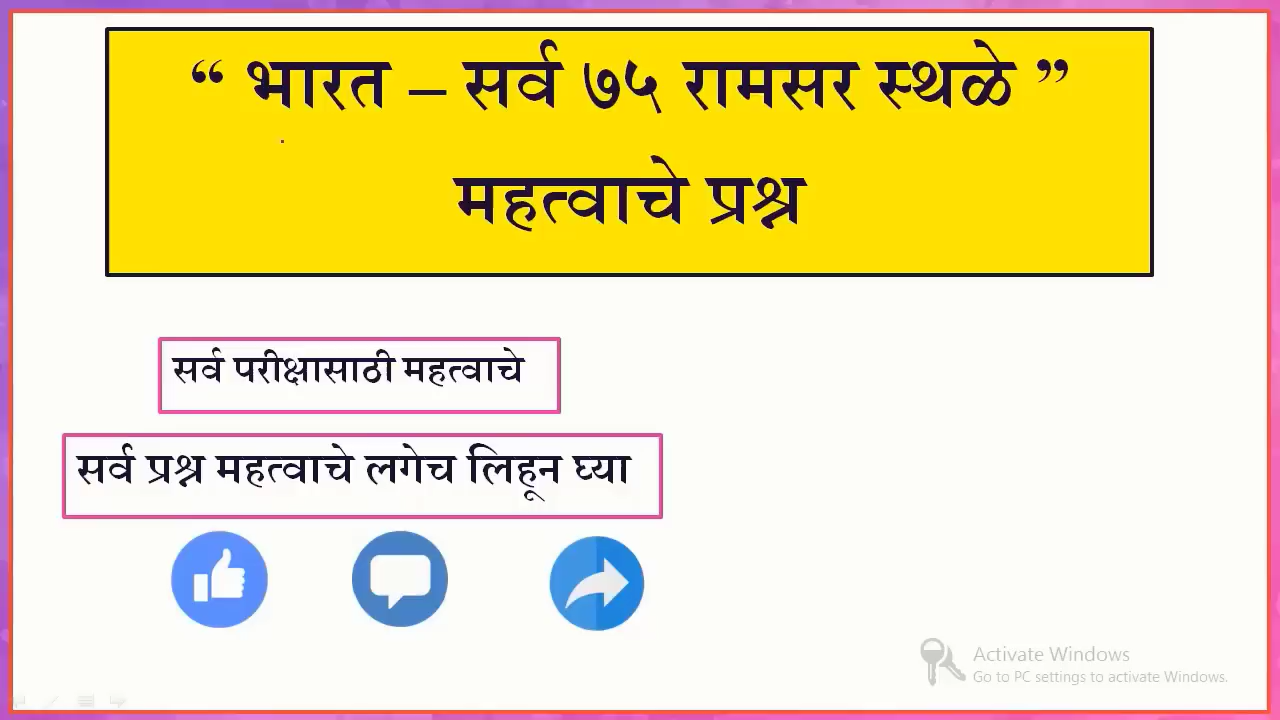 “ भारत – सर्व ७५ रामसर स्थळे ”
महत्वाचे प्रश्न
सर्व परीक्षासाठी महत्वाचे
सर्व प्रश्न महत्वाचे लगेच लिहून घ्या
Activate Windows
Go to PC settings to activate Windows.